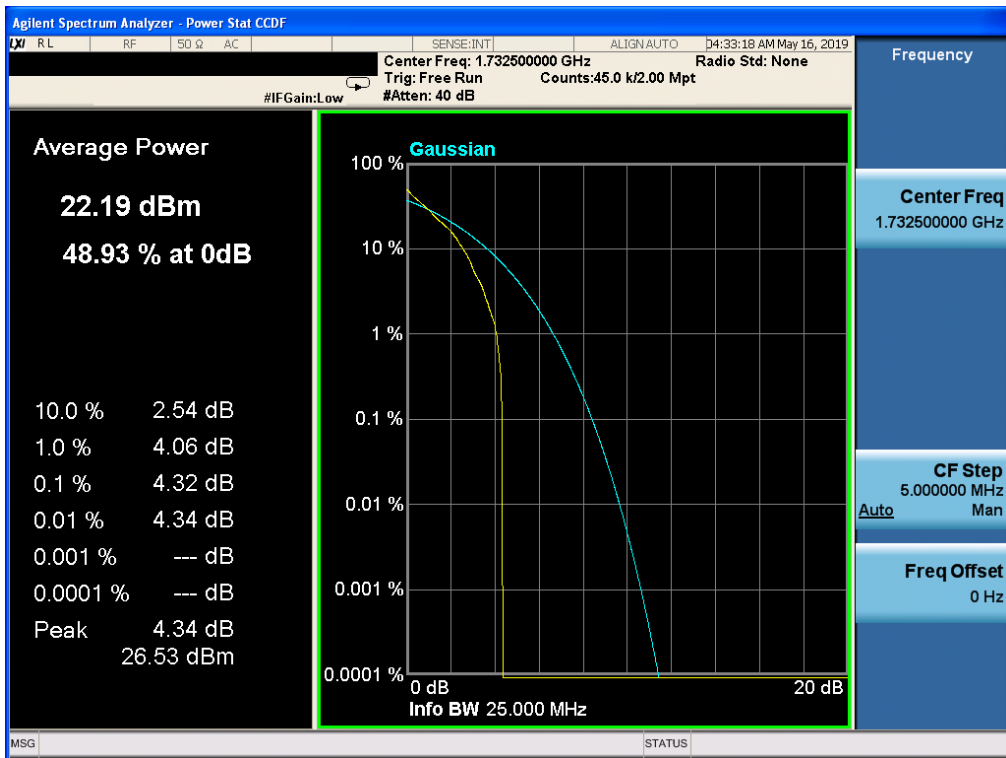 Agilent Spectrum Analyzer - Power Stat CCDF
LXI RL RF 50 Ω AC SENSE:INT ALIGN AUTO 04:33:18 AM May 16, 2019
Center Freq: 1.732500000 GHz Radio Std: None
Trig: Free Run Counts:45.0 k/2.00 Mpt
#IFGain:Low #Atten: 40 dB
Average Power
22.19 dBm
48.93 % at 0dB
10.0 % 2.54 dB
1.0 % 4.06 dB
0.1 % 4.32 dB
0.01 % 4.34 dB
0.001 % --- dB
0.0001 % --- dB
Peak 4.34 dB
26.53 dBm
Gaussian
100 %
10 %
1 %
0.1 %
0.01 %
0.001 %
0.0001 %
0 dB 20 dB
Info BW 25.000 MHz
Frequency
Center Freq
1.732500000 GHz
CF Step
5.000000 MHz
Auto Man
Freq Offset
0 Hz
MSG STATUS